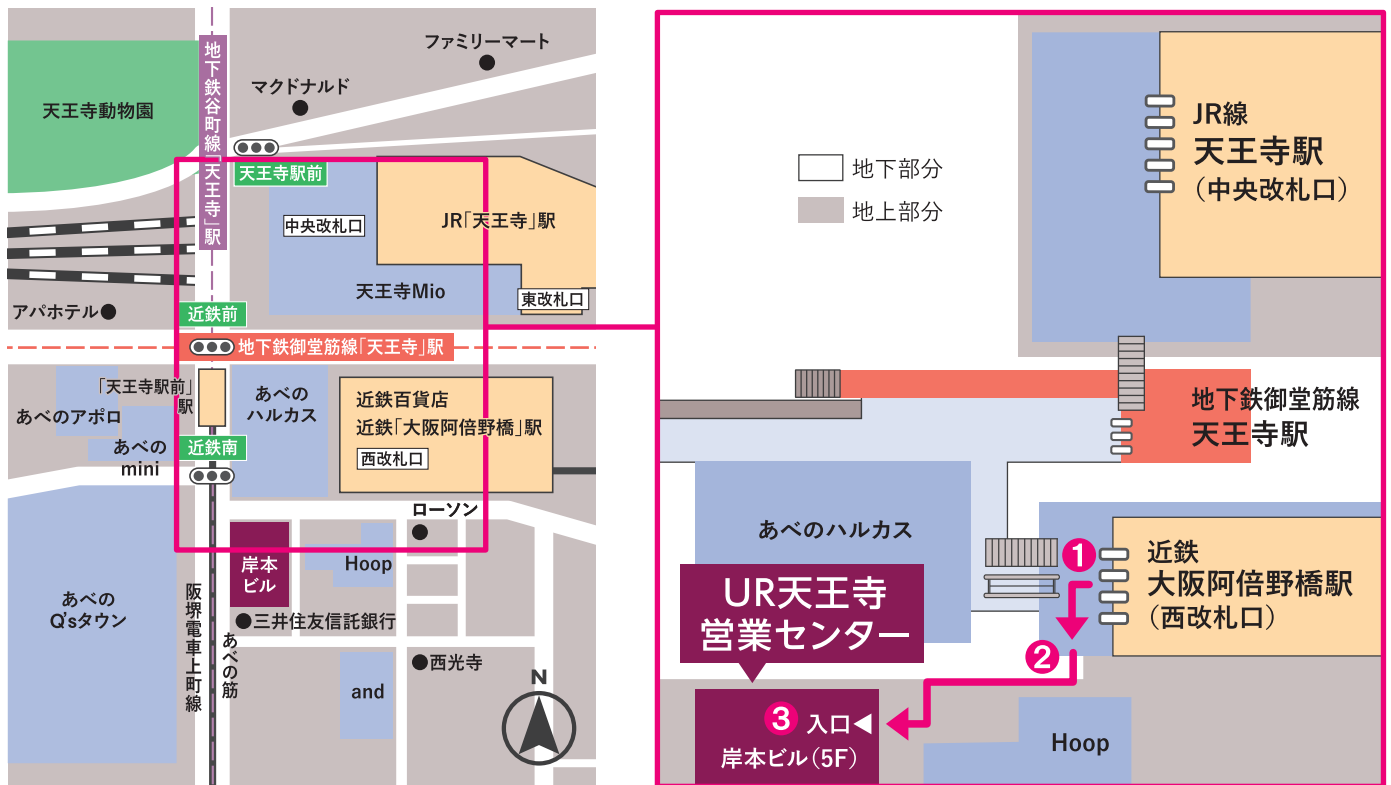 ファミリーマート
マクドナルド
天王寺動物園
地下鉄谷町線「天王寺」駅
天王寺駅前
中央改札口
JR「天王寺」駅
天王寺Mio
東改札口
アパホテル
近鉄前
地下鉄御堂筋線「天王寺」駅
「天王寺駅前」
駅
あべのアポロ
あべの
mini
あべの
ハルカス
近鉄百貨店
近鉄「大阪阿倍野橋」駅
西改札口
近鉄南
ローソン
岸本
ビル
Hoop
あべの
Q'sタウン
三井住友信託銀行
阪堺電車上町線
あべの筋
西光寺
and
N
地下部分
地上部分
JR線
天王寺駅
（中央改札口）
地下鉄御堂筋線
天王寺駅
あべのハルカス
1
近鉄
大阪阿倍野橋駅
（西改札口）
UR天王寺
営業センター
2
3 入口
岸本ビル（5F）
Hoop